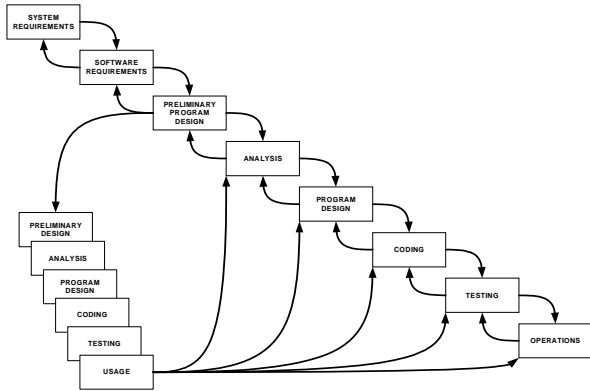 SYSTEM
REQUIREMENTS
SOFTWARE
REQUIREMENTS
PRELIMINARY
PROGRAM
DESIGN
ANALYSIS
PROGRAM
DESIGN
CODING
TESTING
OPERATIONS
PRELIMINARY
DESIGN
ANALYSIS
PROGRAM
DESIGN
CODING
TESTING
USAGE